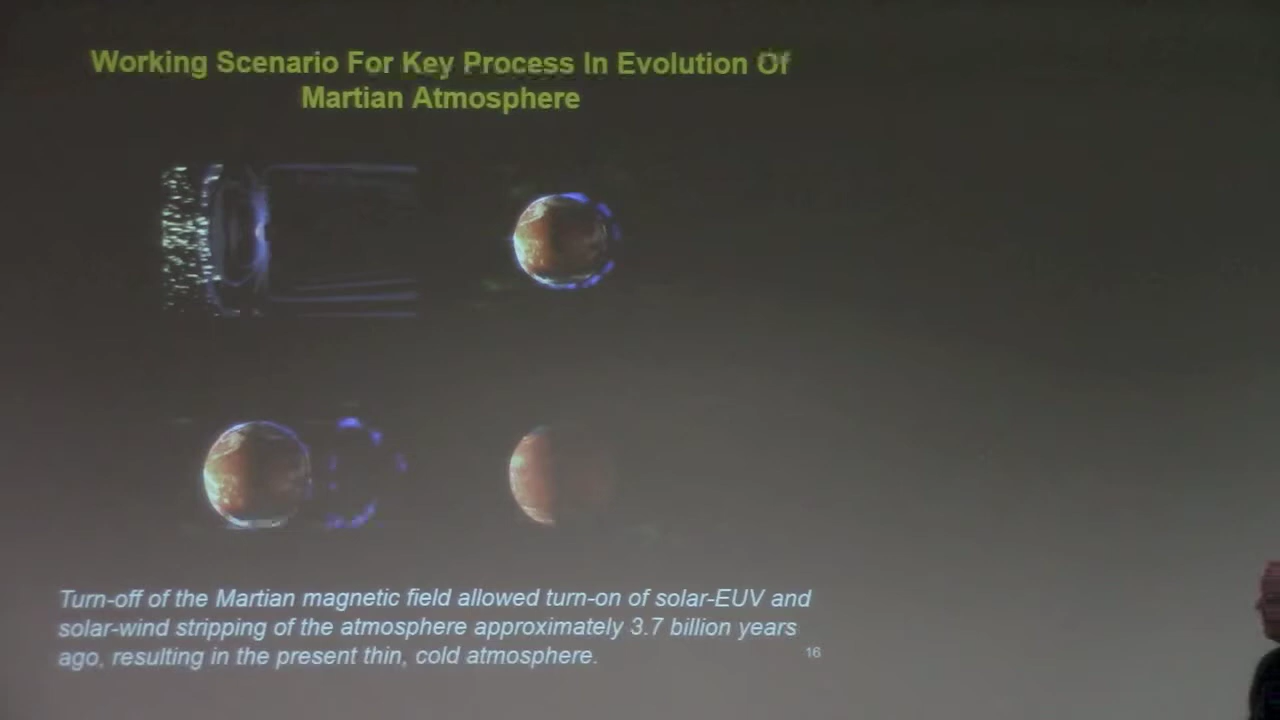 Working Scenario For Key Process In Evolution Of
Martian Atmosphere
Turn-off of the Martian magnetic field allowed turn-on of solar-EUV and
solar-wind stripping of the atmosphere approximately 3.7 billion years
ago, resulting in the present thin, cold atmosphere.
16